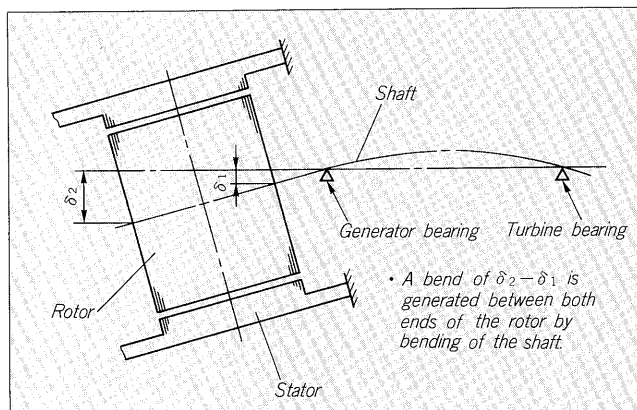 Shaft
δ₂
δ₁
Generator bearing
Turbine bearing
Rotor
• A bend of δ₂−δ₁ is
generated between both
ends of the rotor by
bending of the shaft.
Stator